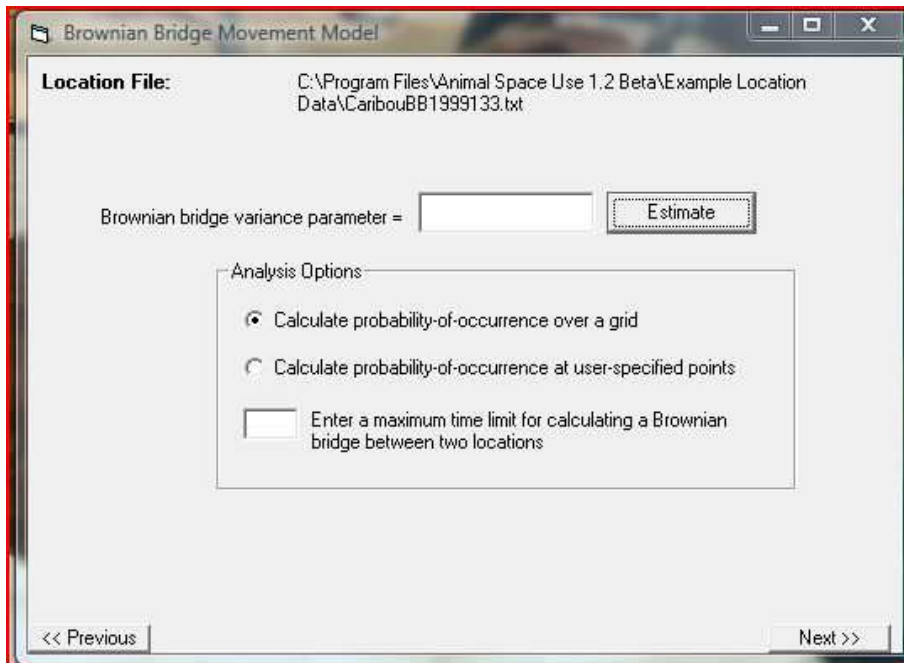 Brownian Bridge Movement Model
Location File: C:\Program Files\Animal Space Use 1.2 Beta\Example Location
Data\CaribouBB1999133.txt
Brownian bridge variance parameter = Estimate
Analysis Options
Calculate probability-of-occurrence over a grid
Calculate probability-of-occurrence at user-specified points
Enter a maximum time limit for calculating a Brownian
bridge between two locations
<< Previous Next >>